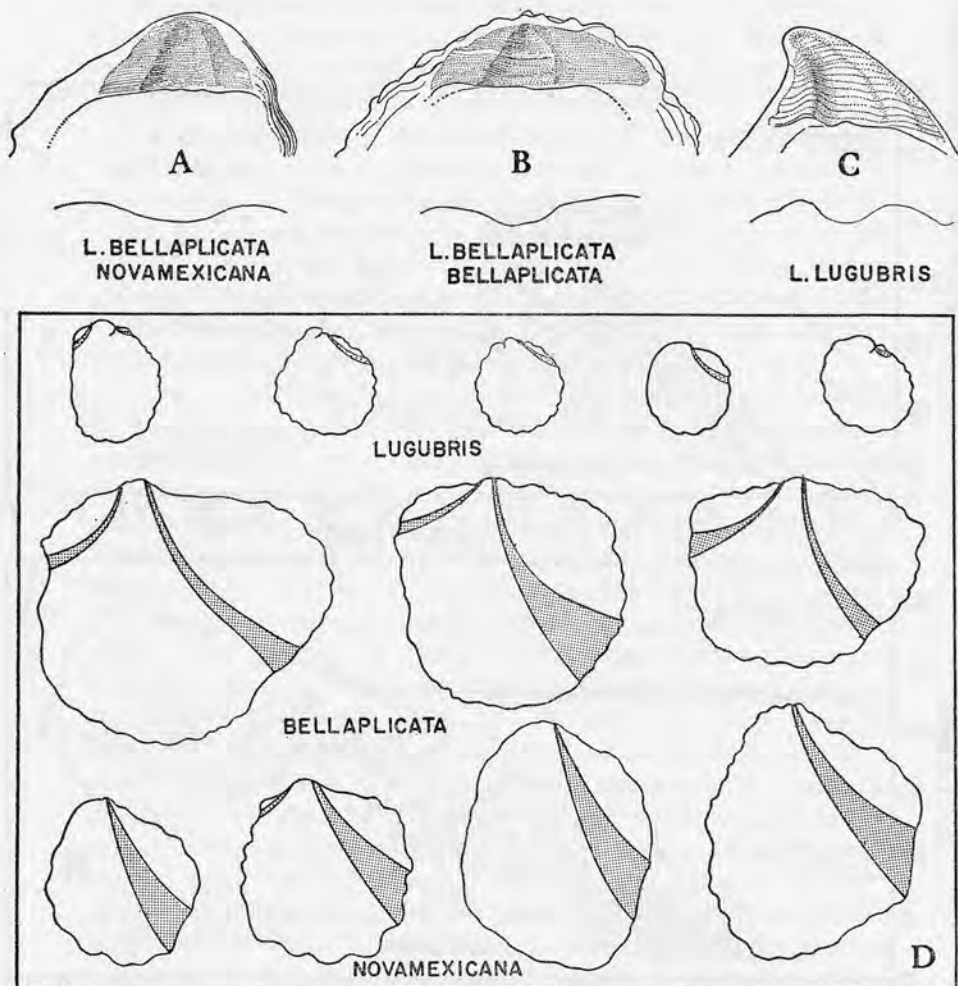 A
B
C
L. BELLAPLICATA
NOVAMEXICANA
L. BELLAPLICATA
BELLAPLICATA
L. LUGUBRIS
LUGUBRIS
BELLAPLICATA
NOVAMEXICANA
D